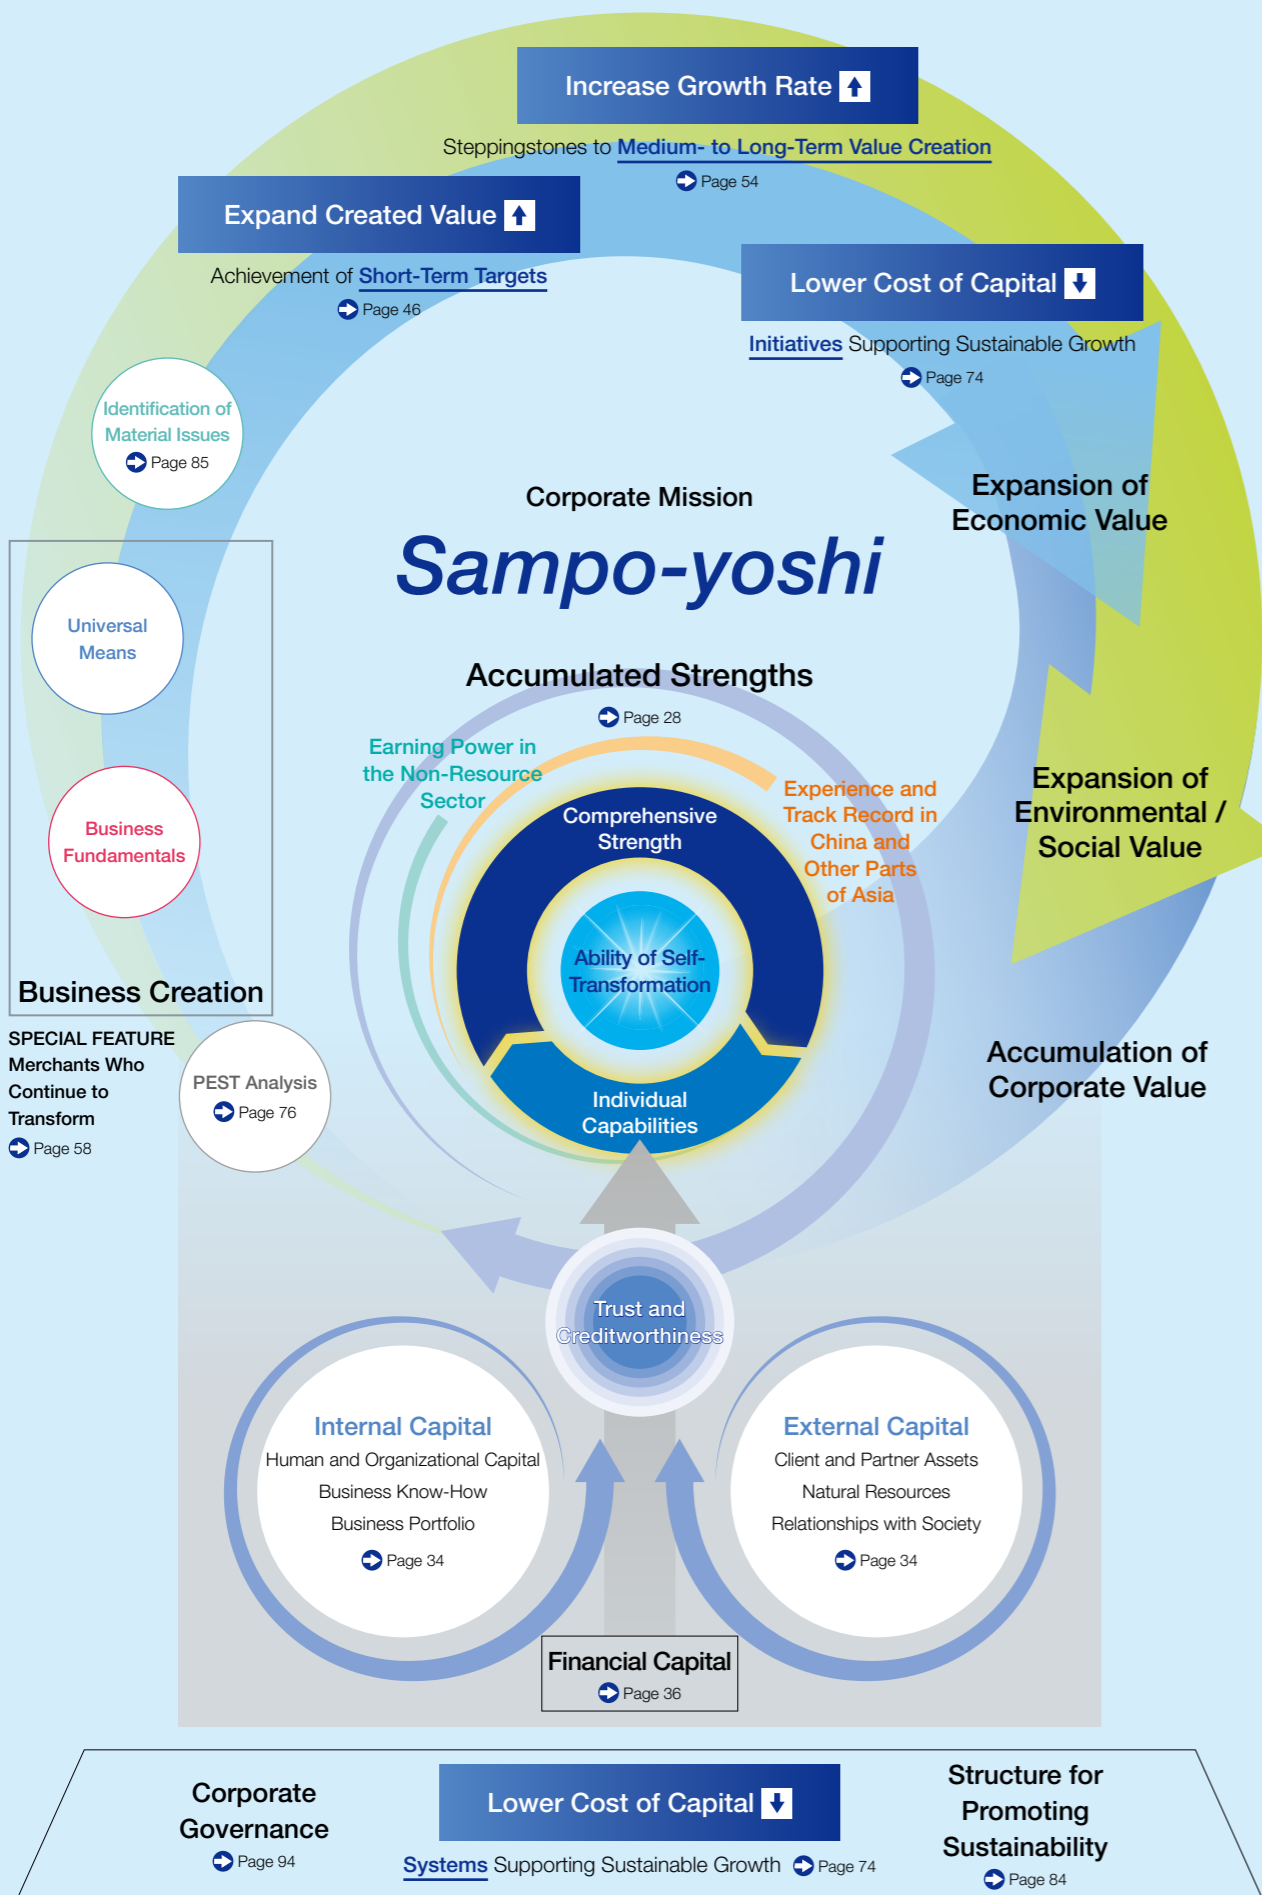 Increase Growth Rate
Steppingstones to Medium- to Long-Term Value Creation
Page 54
Expand Created Value
Achievement of Short-Term Targets
Page 46
Lower Cost of Capital
Initiatives Supporting Sustainable Growth
Page 74
Identification of
Material Issues
Page 85
Universal
Means
Business
Fundamentals
Business Creation
SPECIAL FEATURE
Merchants Who
Continue to
Transform
Page 58
PEST Analysis
Page 76
Corporate Mission
Sampo-yoshi
Expansion of
Economic Value
Expansion of
Environmental /
Social Value
Accumulation of
Corporate Value
Accumulated Strengths
Page 28
Earning Power in
the Non-Resource
Sector
Experience and
Track Record in
China and
Other Parts
of Asia
Comprehensive
Strength
Ability of Self-
Transformation
Individual
Capabilities
Trust and
Creditworthiness
Internal Capital
Human and Organizational Capital
Business Know-How
Business Portfolio
Page 34
External Capital
Client and Partner Assets
Natural Resources
Relationships with Society
Page 34
Financial Capital
Page 36
Corporate
Governance
Page 94
Lower Cost of Capital
Systems Supporting Sustainable Growth Page 74
Structure for
Promoting
Sustainability
Page 84